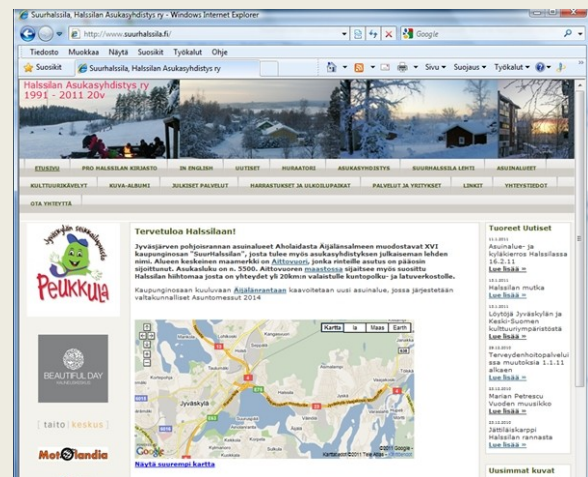 Suurhalssila, Halssilan Asukasyhdistys ry - Windows Internet Explorer
http://www.suurhalssila.fi/
Google
Tiedosto Muokkaa Näytä Suosikit Työkalut Ohje
Suosikit
Suurhalssila, Halssilan Asukasyhdistys ry
Sivu
Suojaus
Työkalut
Halssilan Asukasyhdistys ry
1991 - 2011 20v
ETUSIVU PRO HALSSILAN KIRJASTO IN ENGLISH UUTISET MURAATORI ASUKASYHDISTYS SUURHALSSILA LEHTI ASUINALUEET
KULTTUURIKÄVELYT KUVA-ALBUMI JULKISET PALVELUT HARRASTUKSET JA ULKOILUPAIKAT PALVELUT JA YRITYKSET LINKIT YHTEYSTIEDOT
OTA YHTEYTTÄ
Jyväskylän seikkailupuisto
PEUKKULA
BEAUTIFUL DAY
[ taito | keskus ]
Motolandia
Tervetuloa Halssilaan!
Jyväsjärven pohjoisrannan asuinalueet Aholaidasta Äijälänsalmeen muodostavat XVI
kaupunginosan "SuurHalssilan", josta tulee myös asukasyhdistyksen julkaiseman lehden
nimi. Alueen keskeinen maamerkki on Aittovuori, jonka rinteille asutus on pääosin
sijoittunut. Asukasluku on n. 5500. Aittovuoren maastossa sijaitsee myös suosittu
Halssilan hiihtomaa josta on yhteydet yli 20km:n valaistulle kuntopolku- ja latuverkostolle.
Kaupunginosaan kuuluvaan Äijälänrantaan kaavoitetaan uusi asuinalue, jossa järjestetään
valtakunnalliset Asuntomessut 2014
Kartta
Maas
Earth
Jyväskylä
Google
Näytä suurempi kartta
Tuoreet Uutiset
Asuinalue- ja
yläkierros Halssilassa
16.2.11
Lue lisää »
Halssilan mutka
Lue lisää »
Löytöjä Jyväskylän ja
Keski-Suomen
kulttuuriympäristöstä
Lue lisää »
Terveydenhoitopalvelui
ssa muutoksia 1.1.11
alkaen
Lue lisää »
Marian Petrescu
Vuoden muusikko
Lue lisää »
Jättiläiskarppi
Halssilan rannasta
Lue lisää »
Uusimmat kuvat